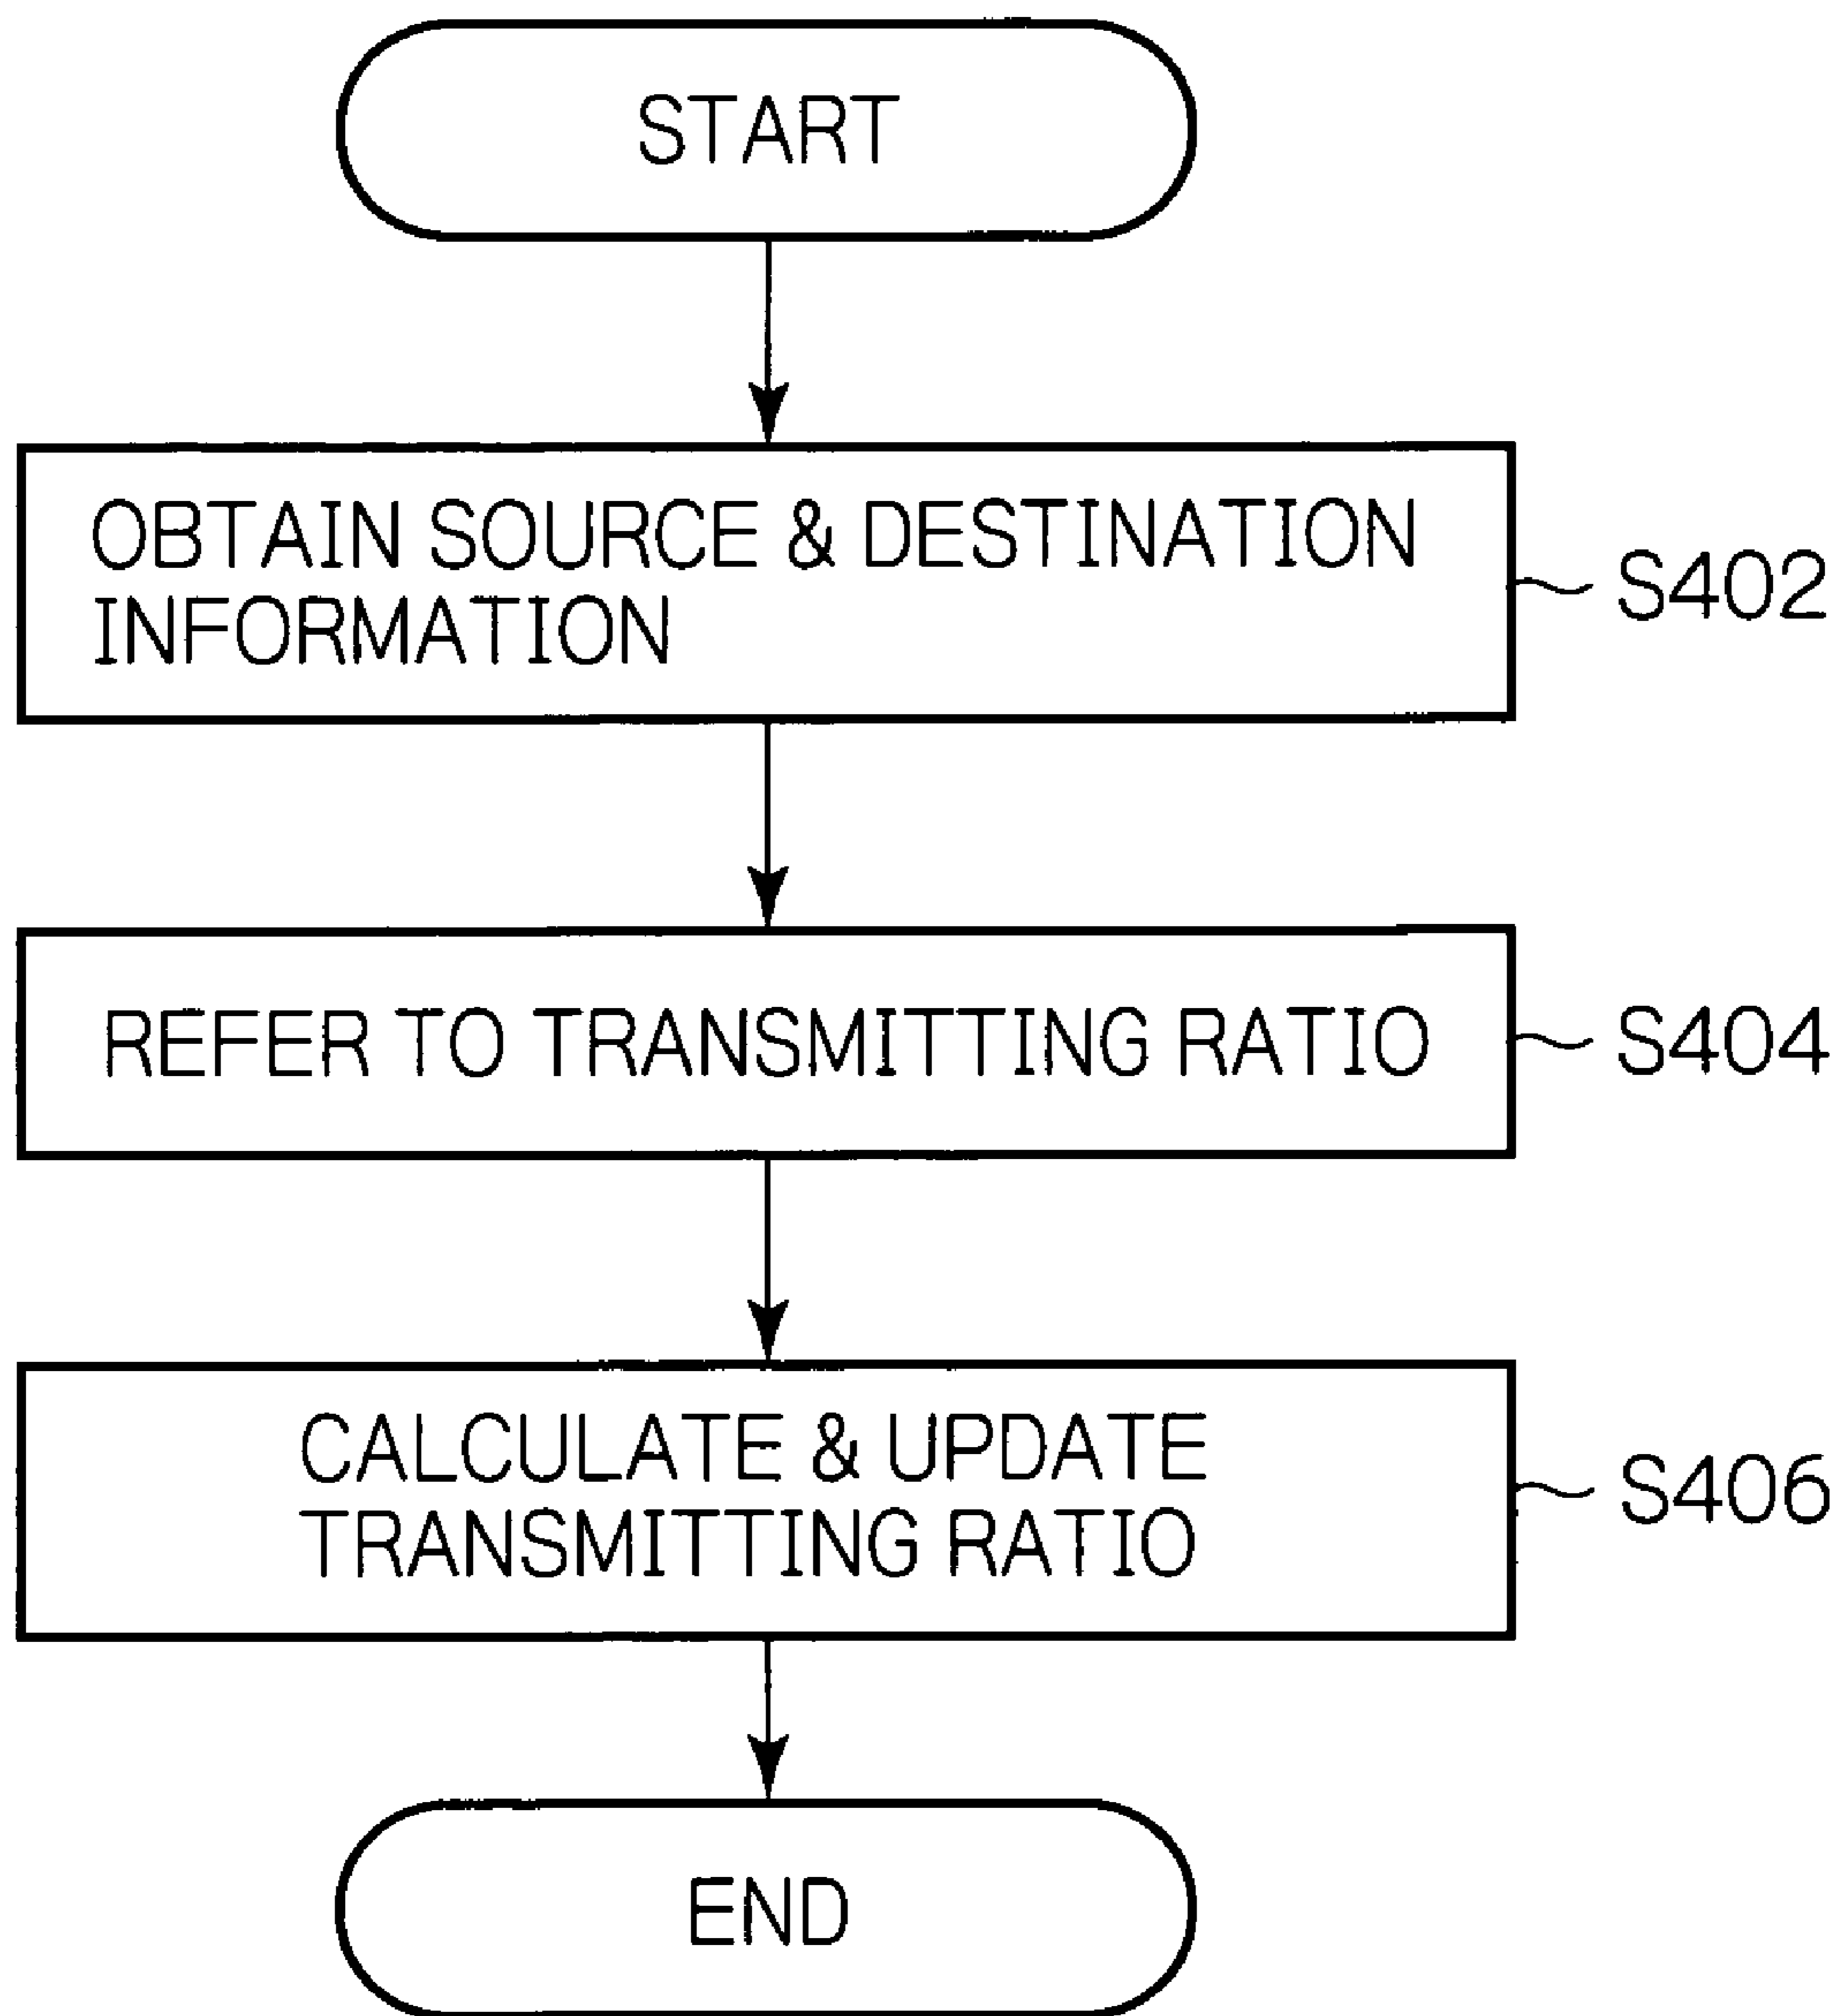 START
OBTAIN SOURCE & DESTINATION
INFORMATION
S402
REFER TO TRANSMITTING RATIO
S404
CALCULATE & UPDATE
TRANSMITTING RATIO
S406
END